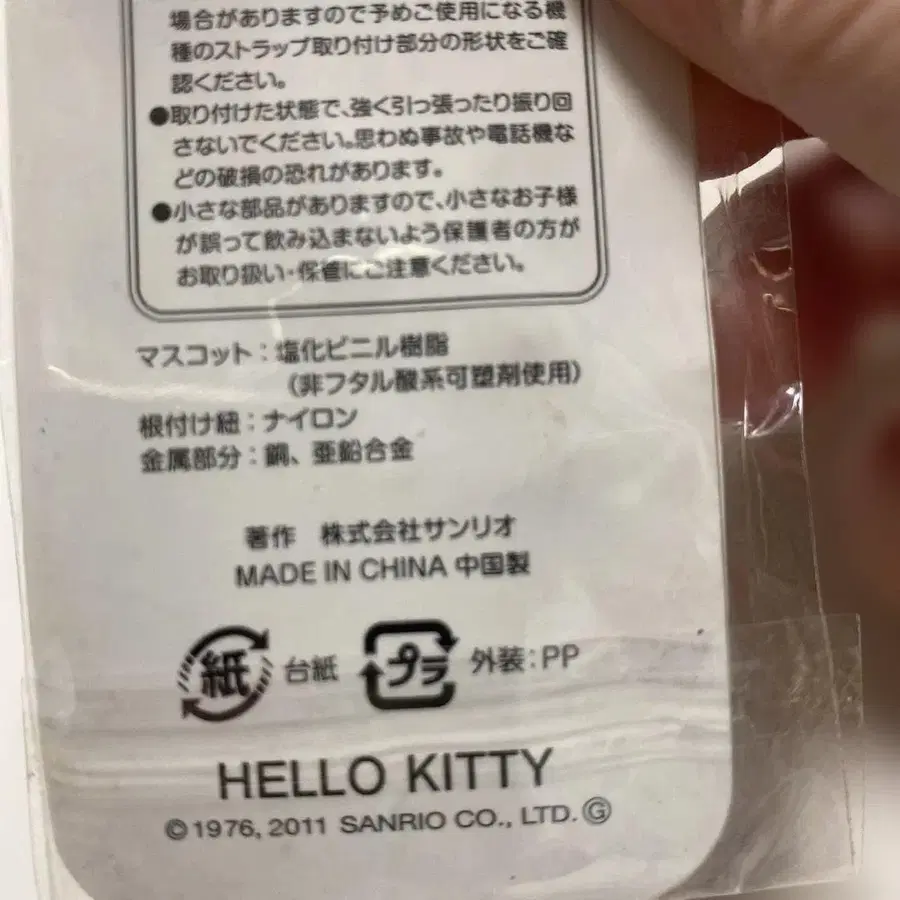 場合がありますので予めご使用になる機
種のストラップ取り付け部分の形状をご確
認ください。
●取り付けた状態で、強く引っ張ったり振り回
さないでください。思わぬ事故や電話機な
どの破損の恐れがあります。
●小さな部品がありますので、小さなお子様
が誤って飲み込まないよう保護者の方が
お取り扱い・保管にご注意ください。
マスコット：塩化ビニル樹脂
（非フタル酸系可塑剤使用）
根付け紐：ナイロン
金属部分：銅、亜鉛合金
著作 株式会社サンリオ
MADE IN CHINA 中国製
紙 台紙 プラ 外装：PP
HELLO KITTY
©1976, 2011 SANRIO CO., LTD. Ⓖ